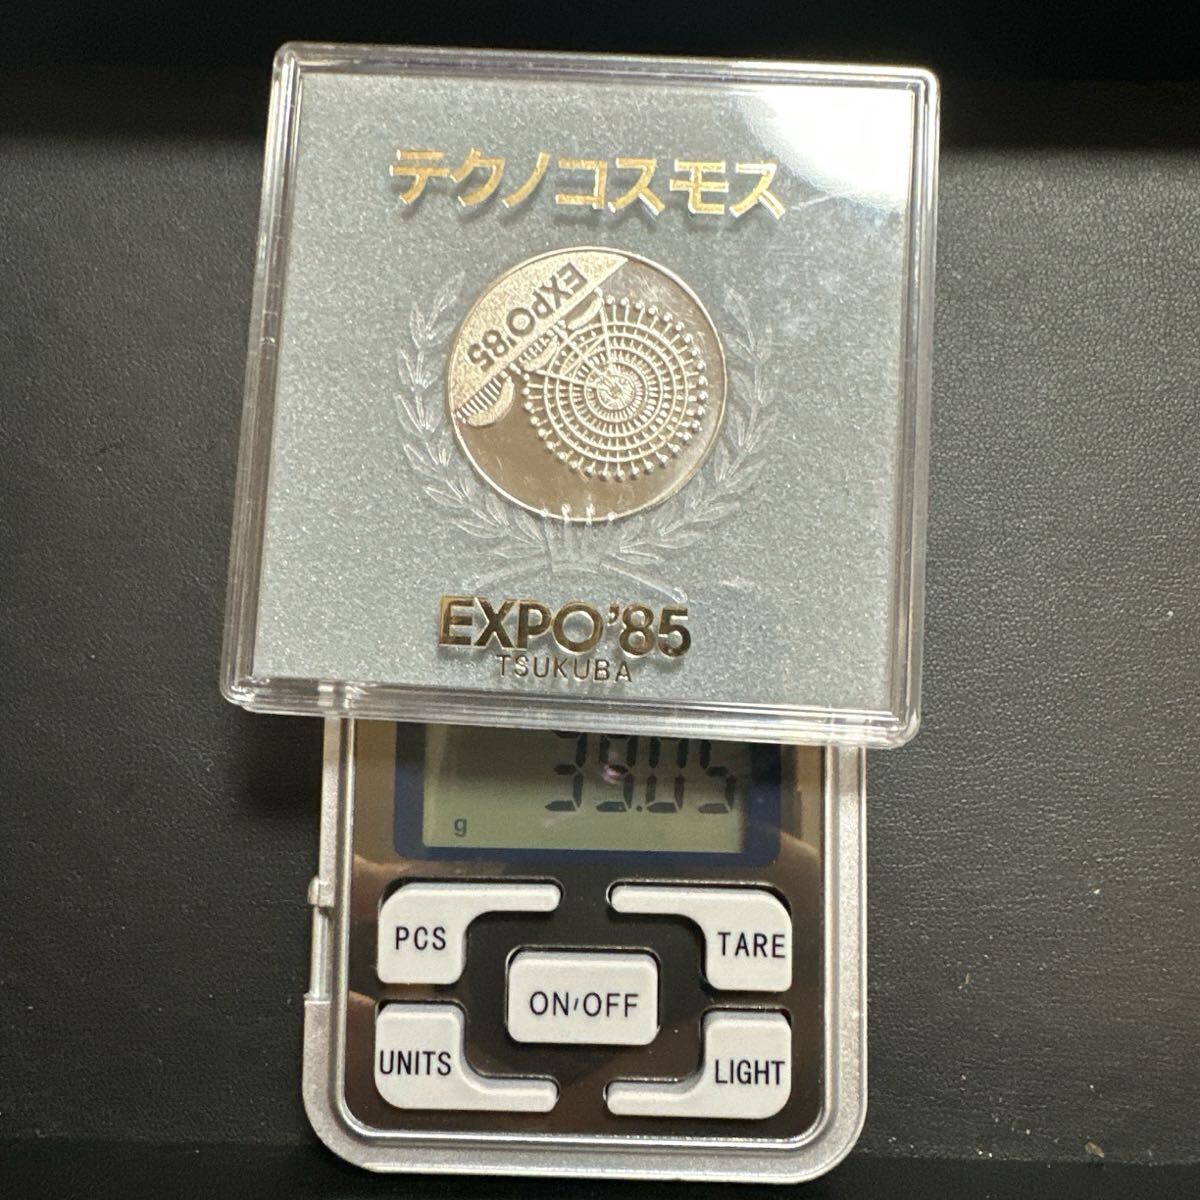 テクノコスモス
EXPO'85
EXPO'85
TSUKUBA
39.05
g
PCS
TARE
ON/OFF
UNITS
LIGHT